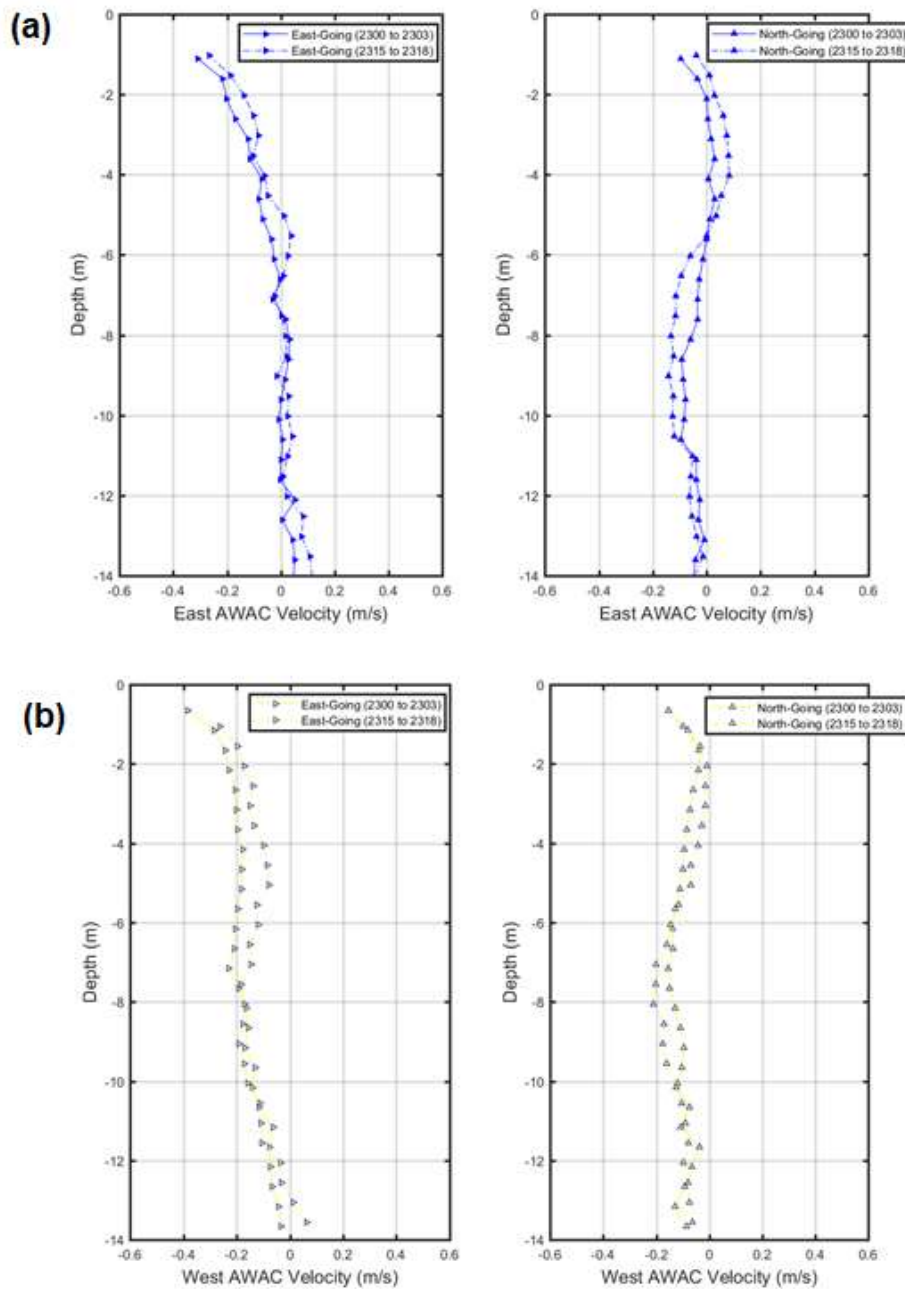 (a)
East-Going (2300 to 2303)
East-Going (2315 to 2318)
0
-2
-4
-6
-8
-10
-12
-14
Depth (m)
-0.6 -0.4 -0.2 0 0.2 0.4 0.6
East AWAC Velocity (m/s)
North-Going (2300 to 2303)
North-Going (2315 to 2318)
0
-2
-4
-6
-8
-10
-12
-14
Depth (m)
-0.6 -0.4 -0.2 0 0.2 0.4 0.6
East AWAC Velocity (m/s)
(b)
East-Going (2300 to 2303)
East-Going (2315 to 2318)
0
-2
-4
-6
-8
-10
-12
-14
Depth (m)
-0.6 -0.4 -0.2 0 0.2 0.4 0.6
West AWAC Velocity (m/s)
North-Going (2300 to 2303)
North-Going (2315 to 2318)
0
-2
-4
-6
-8
-10
-12
-14
Depth (m)
-0.6 -0.4 -0.2 0 0.2 0.4 0.6
West AWAC Velocity (m/s)